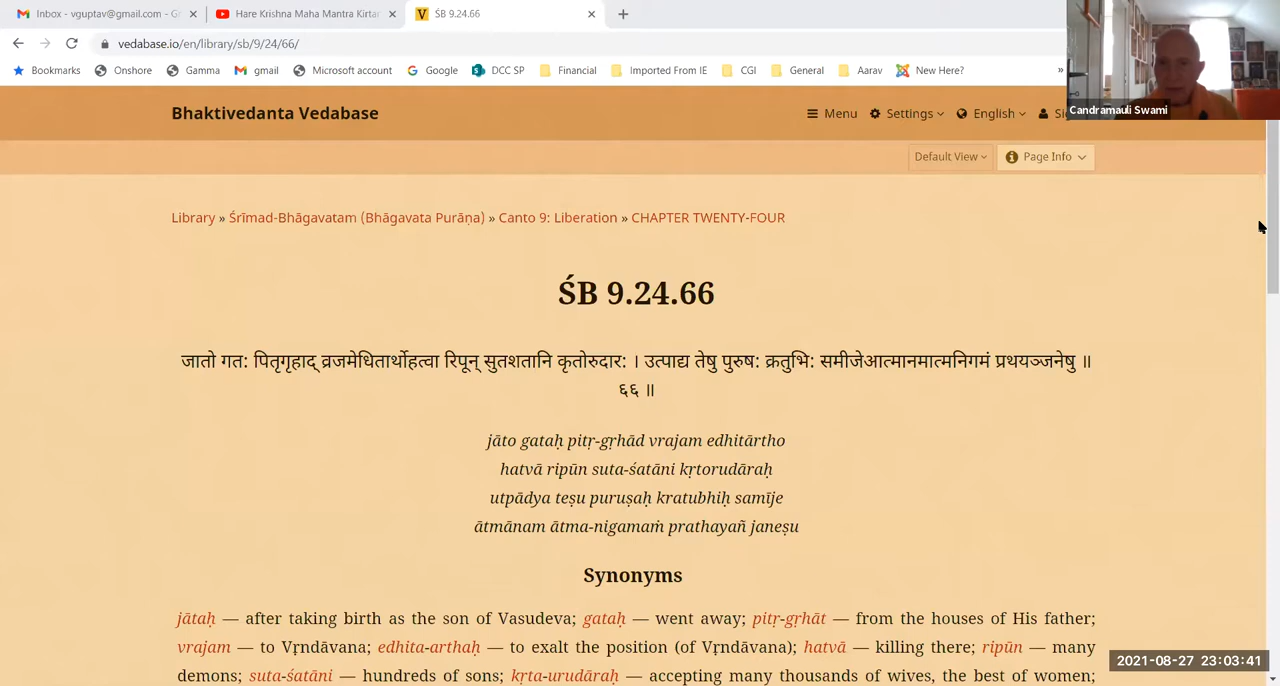 Inbox - vguptav@gmail.com - G
Hare Krishna Maha Mantra Kirtan
ŚB 9.24.66
vedabase.io/en/library/sb/9/24/66/
Bookmarks Onshore Gamma gmail Microsoft account Google DCC SP Financial Imported From IE CGI General Aarav New Here? »
Candramauli Swami
Bhaktivedanta Vedabase
Menu Settings English
Default View Page Info
Library » Śrīmad-Bhāgavatam (Bhāgavata Purāṇa) » Canto 9: Liberation » CHAPTER TWENTY-FOUR
ŚB 9.24.66
जातो गत: पितृगृहाद् व्रजमेधितार्थोहत्वा रिपून् सुतशतानि कृतोरुदार: । उत्पाद्य तेषु पुरुष: क्रतुभि: समीजेआत्मानमात्मनिगमं प्रथयञ्जनेषु ॥
६६ ॥
jāto gataḥ pitṛ-gṛhād vrajam edhitārtho
hatvā ripūn suta-śatāni kṛtorudāraḥ
utpādya teṣu puruṣaḥ kratubhiḥ samīje
ātmānam ātma-nigamaṁ prathayañ janeṣu
Synonyms
jātaḥ — after taking birth as the son of Vasudeva; gataḥ — went away; pitṛ-gṛhāt — from the houses of His father;
vrajam — to Vṛndāvana; edhita-arthaḥ — to exalt the position (of Vṛndāvana); hatvā — killing there; ripūn — many
demons; suta-śatāni — hundreds of sons; kṛta-urudāraḥ — accepting many thousands of wives, the best of women;
2021-08-27 23:03:41